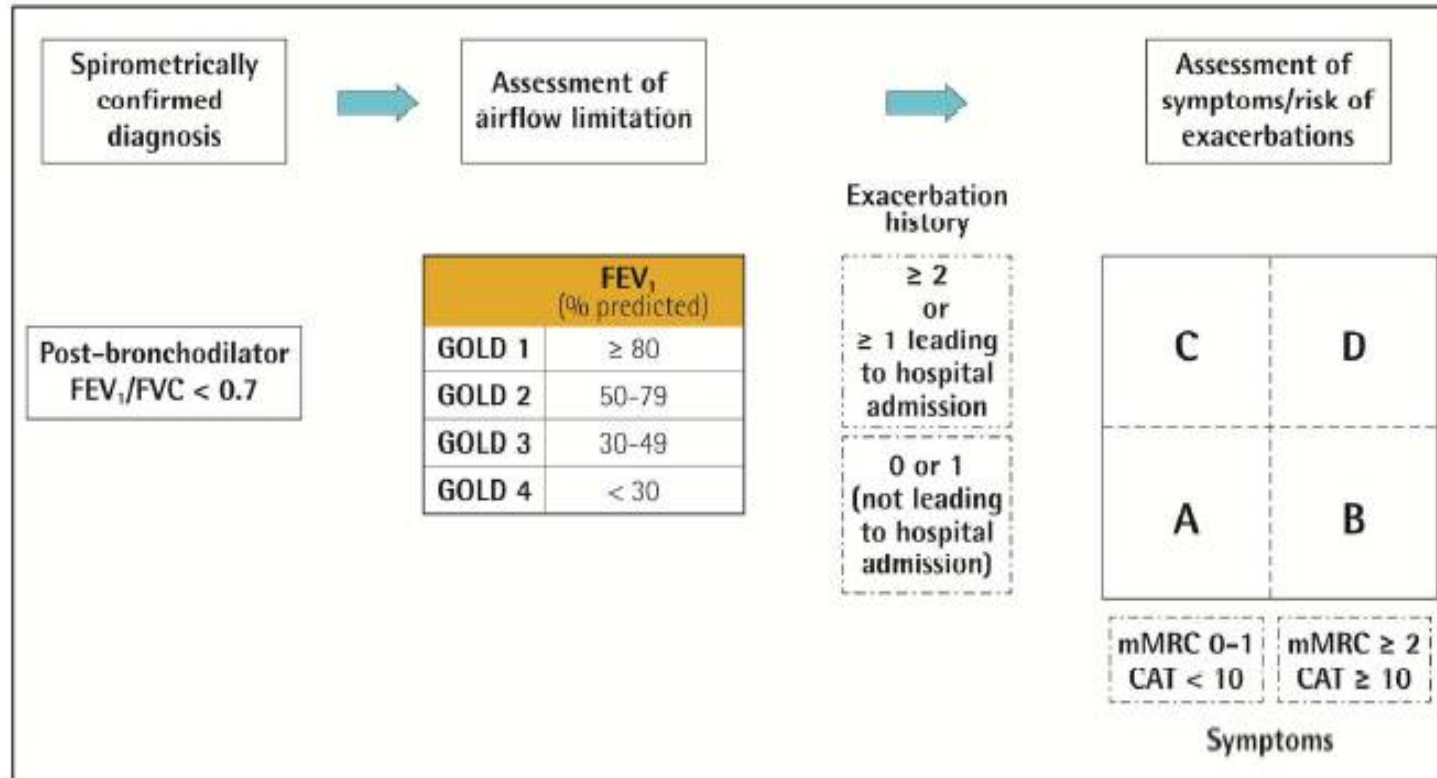 Spirometrically
confirmed
diagnosis
Assessment of
airflow limitation
Assessment of
symptoms/risk of
exacerbations
Post-bronchodilator
FEV₁/FVC < 0.7
FEV₁
(% predicted)
GOLD 1 ≥ 80
GOLD 2 50-79
GOLD 3 30-49
GOLD 4 < 30
Exacerbation
history
≥ 2
or
≥ 1 leading
to hospital
admission
0 or 1
(not leading
to hospital
admission)
C D
A B
mMRC 0-1
CAT < 10
mMRC ≥ 2
CAT ≥ 10
Symptoms